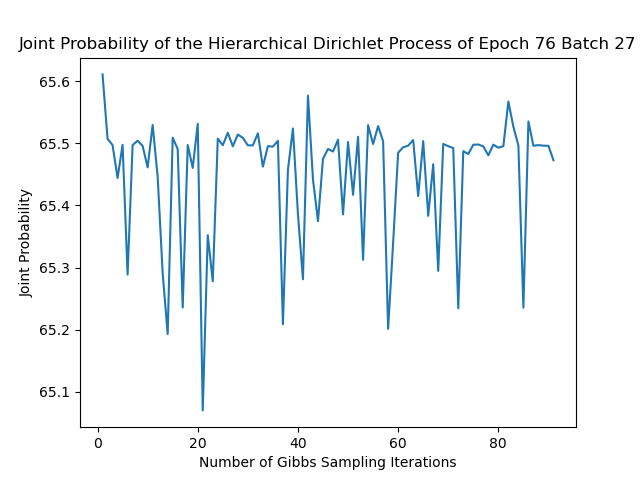 Joint Probability of the Hierarchical Dirichlet Process of Epoch 76 Batch 27
65.6
65.5
65.4
65.3
65.2
65.1
Joint Probability
0 20 40 60 80
Number of Gibbs Sampling Iterations